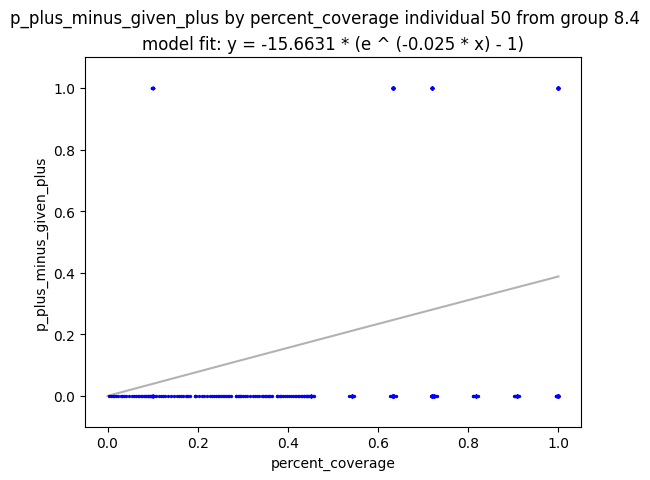 p_plus_minus_given_plus by percent_coverage individual 50 from group 8.4
model fit: y = -15.6631 * (e ^ (-0.025 * x) - 1)
1.0
0.8
0.6
0.4
0.2
0.0
p_plus_minus_given_plus
0.0 0.2 0.4 0.6 0.8 1.0
percent_coverage